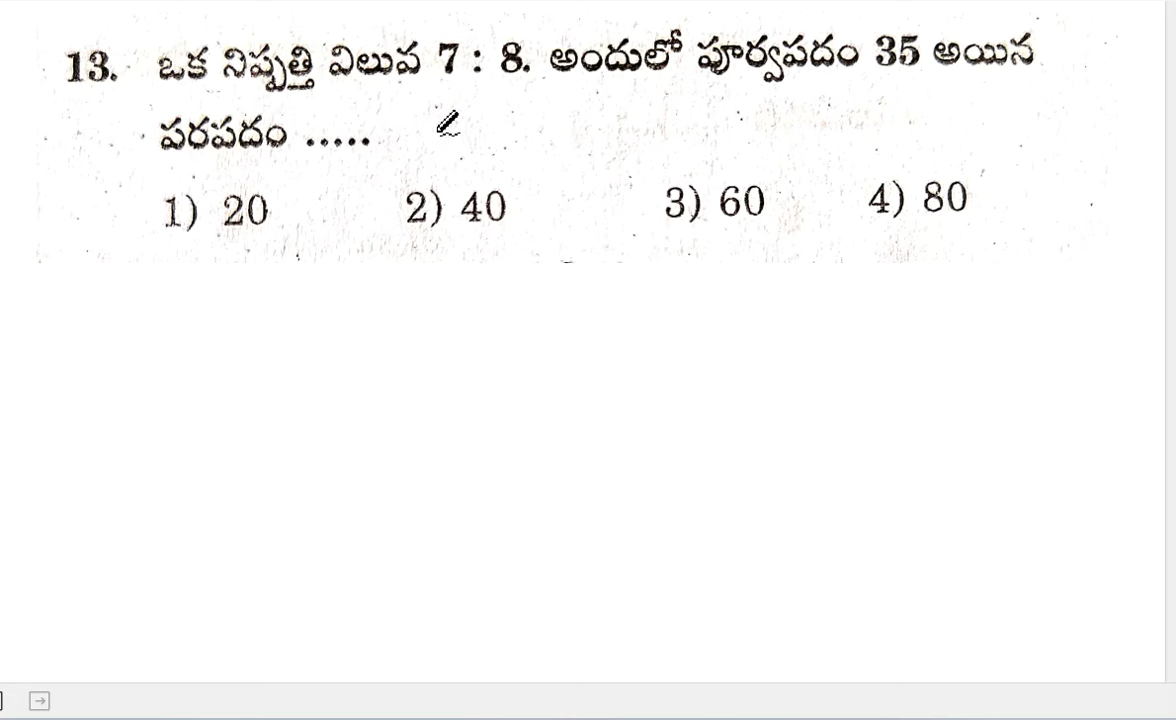 13. ఒక నిష్పత్తి విలువ 7 : 8. అందులో పూర్వపదం 35 అయిన
పరపదం .....
1) 20 2) 40 3) 60 4) 80